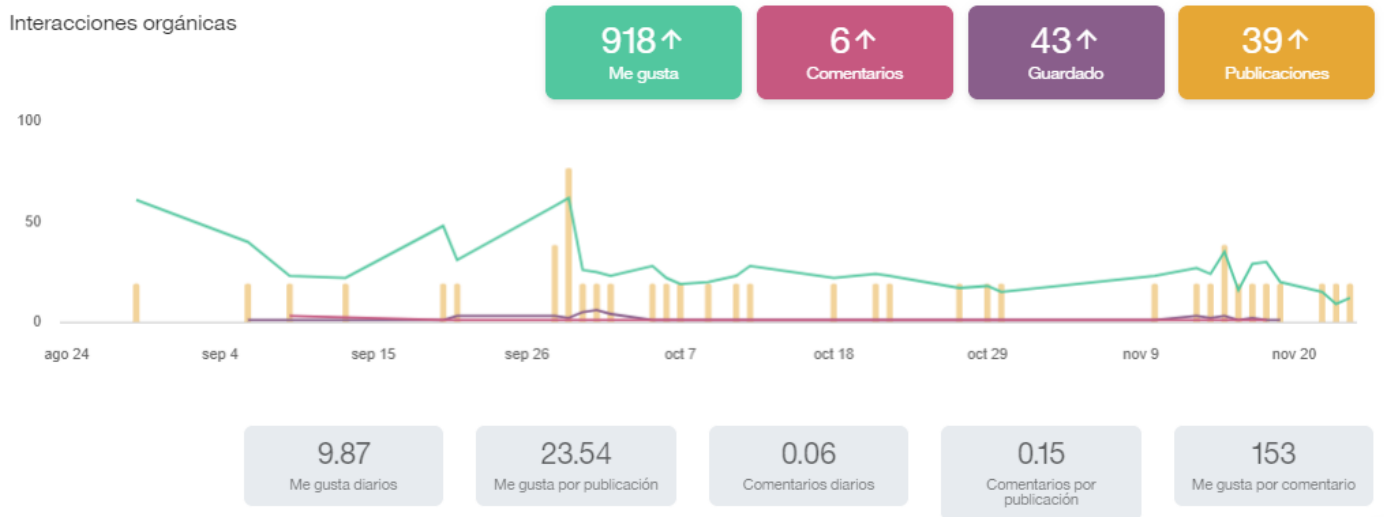 Interacciones orgánicas
918↑
Me gusta
6↑
Comentarios
43↑
Guardado
39↑
Publicaciones
100
50
0
ago 24
sep 4
sep 15
sep 26
oct 7
oct 18
oct 29
nov 9
nov 20
9.87
Me gusta diarios
23.54
Me gusta por publicación
0.06
Comentarios diarios
0.15
Comentarios por
publicación
153
Me gusta por comentario